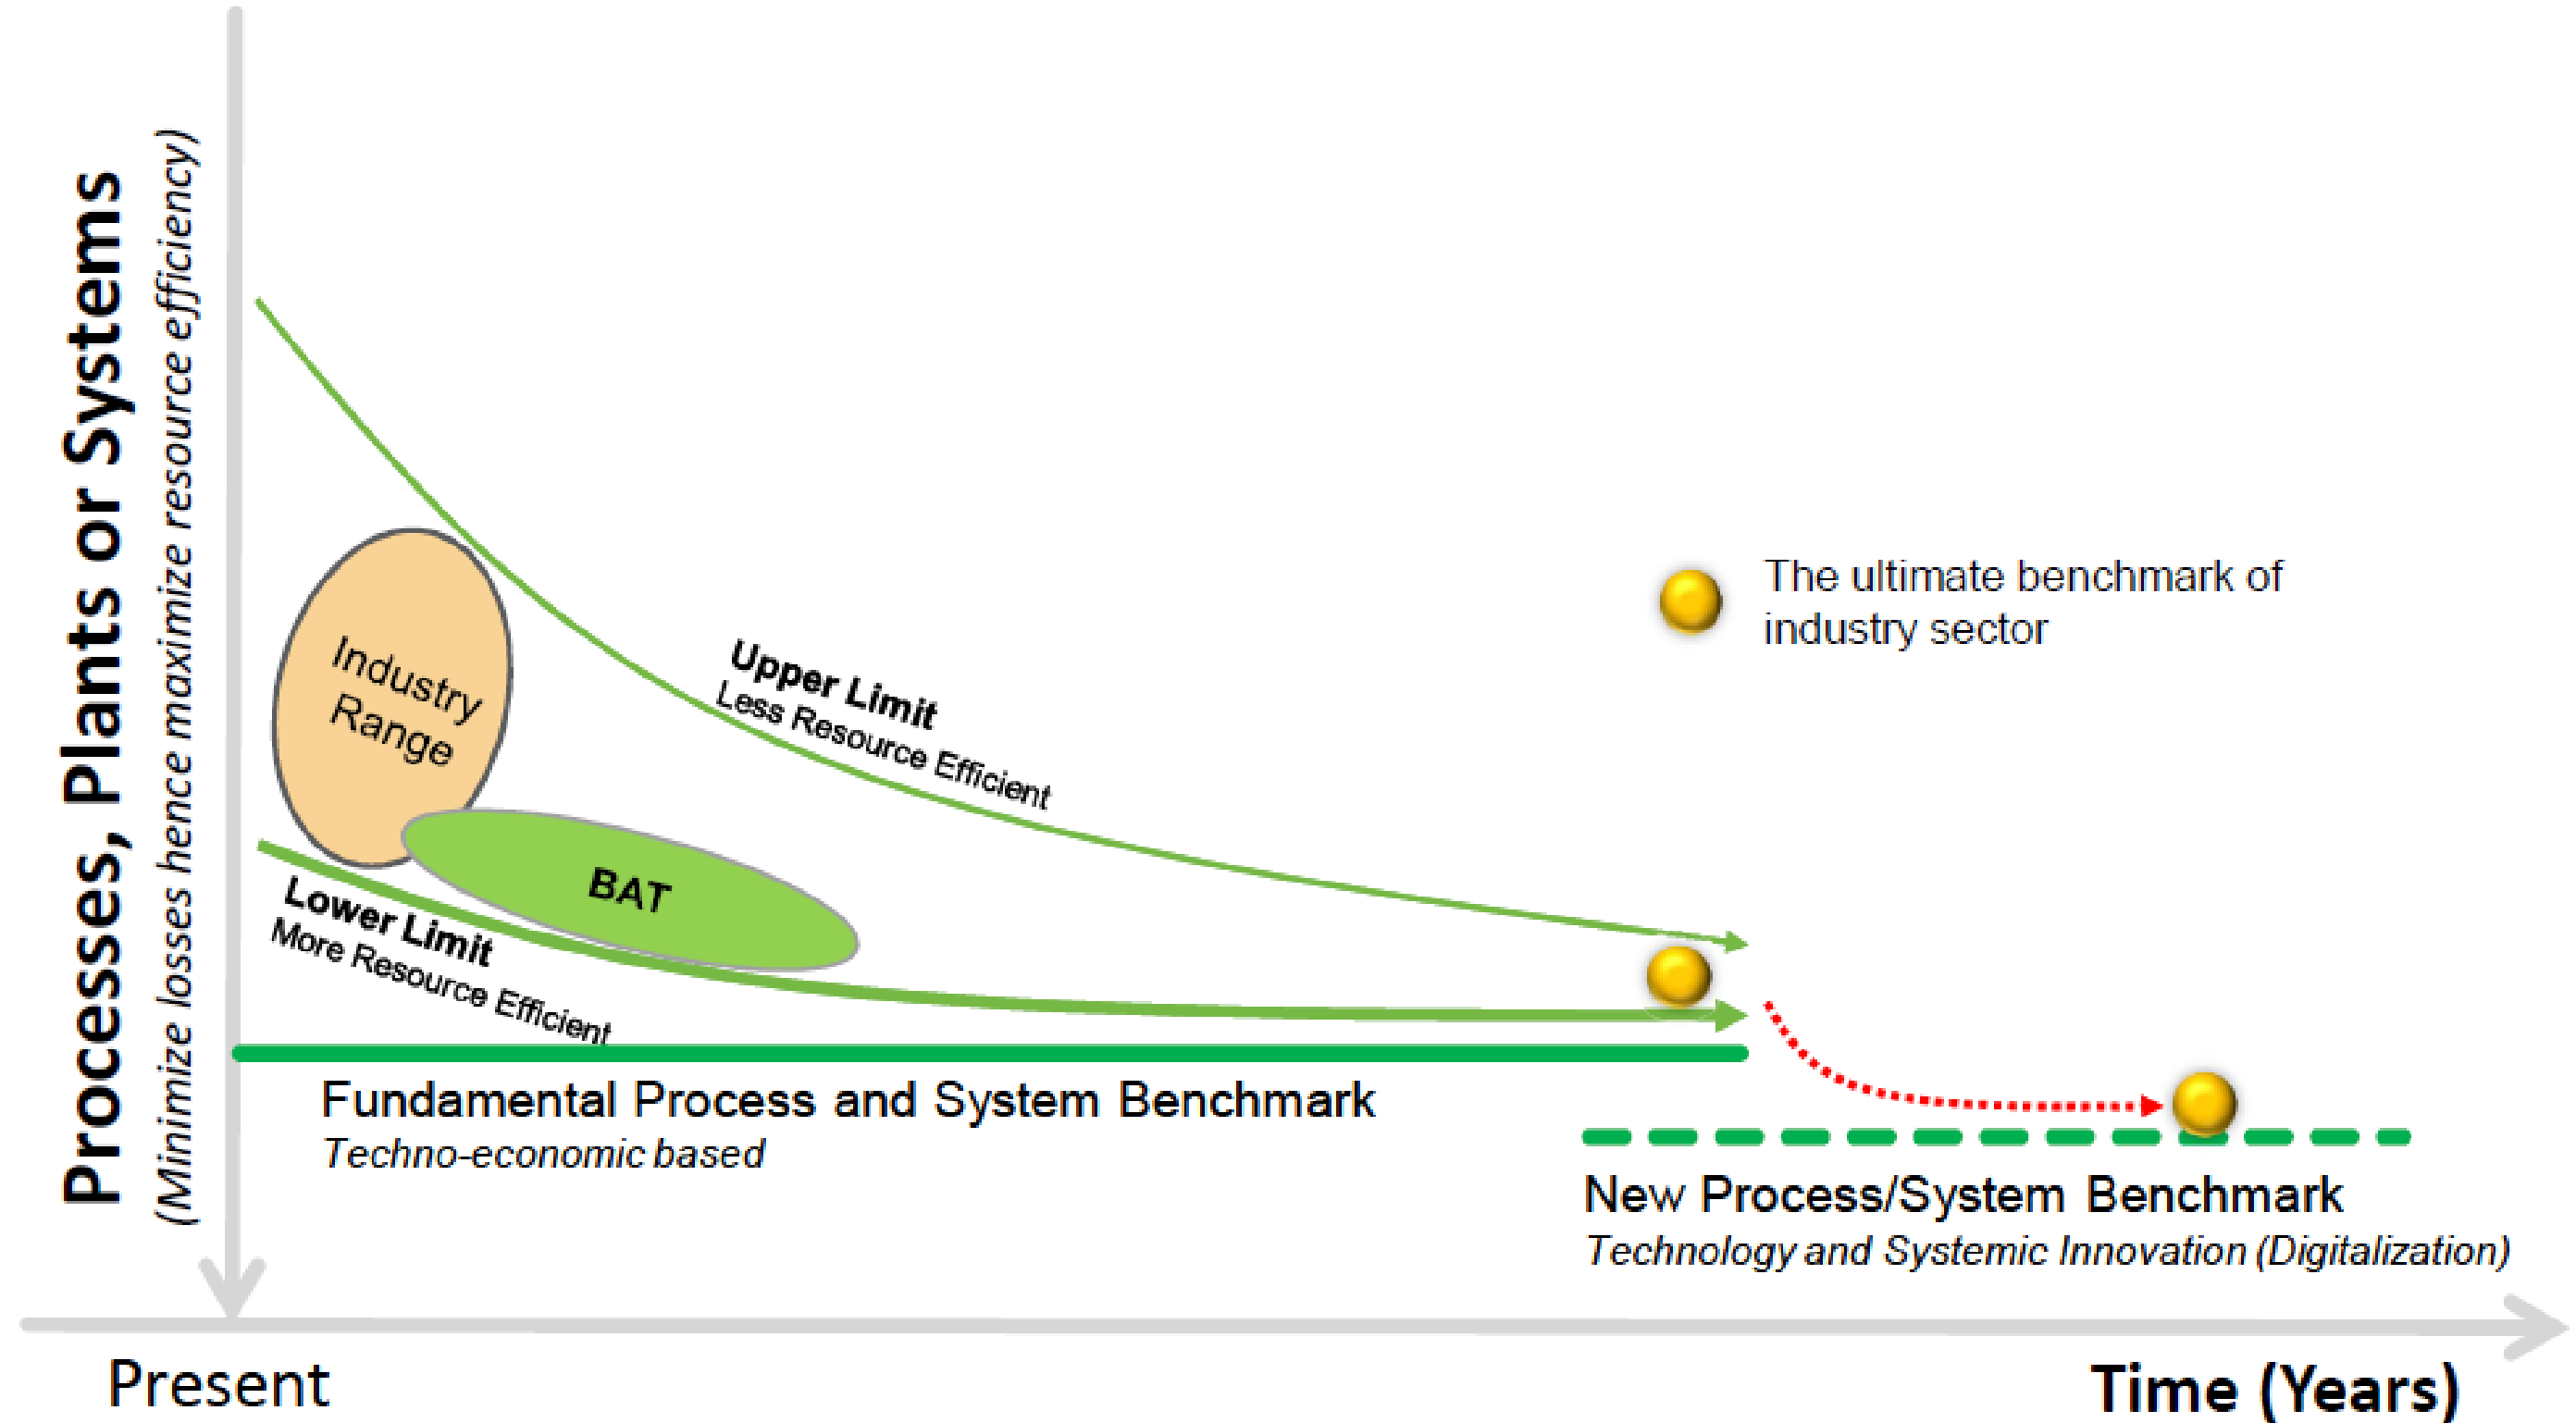 Processes, Plants or Systems
(Minimize losses hence maximize resource efficiency)
Industry
Range
BAT
Upper Limit
Less Resource Efficient
Lower Limit
More Resource Efficient
The ultimate benchmark of
industry sector
Fundamental Process and System Benchmark
Techno-economic based
New Process/System Benchmark
Technology and Systemic Innovation (Digitalization)
Present
Time (Years)